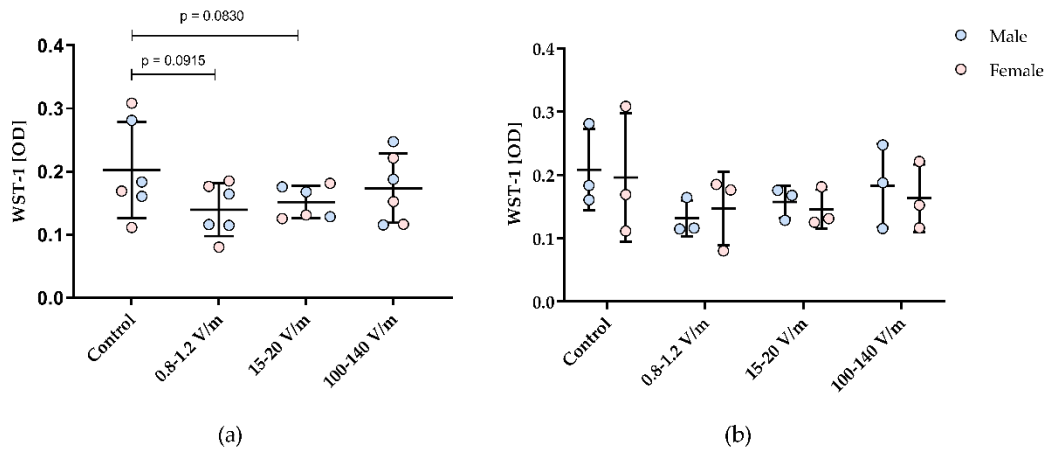 p = 0.0830
p = 0.0915
WST-1 [OD]
0.4
0.3
0.2
0.1
0.0
Control
0.8-1.2 V/m
15-20 V/m
100-140 V/m
(a)
WST-1 [OD]
0.4
0.3
0.2
0.1
0.0
Control
0.8-1.2 V/m
15-20 V/m
100-140 V/m
(b)
Male
Female